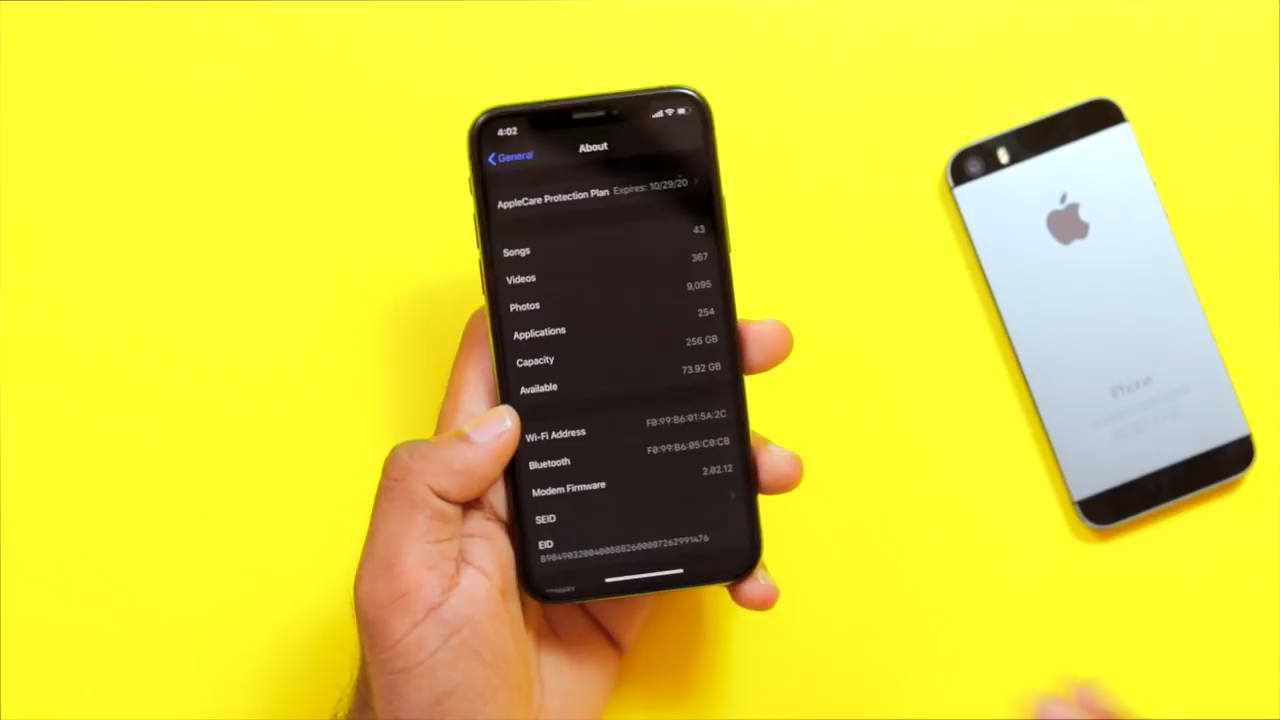 4:02
General
About
AppleCare Protection Plan Expires: 10/29/20
Songs 43
Videos 367
Photos 9,095
Applications 254
Capacity 256 GB
Available 73.92 GB
Wi-Fi Address F0:99:B6:01:5A:2C
Bluetooth F0:99:B6:05:C0:CB
Modem Firmware 2.02.12
SEID
EID
iPhone